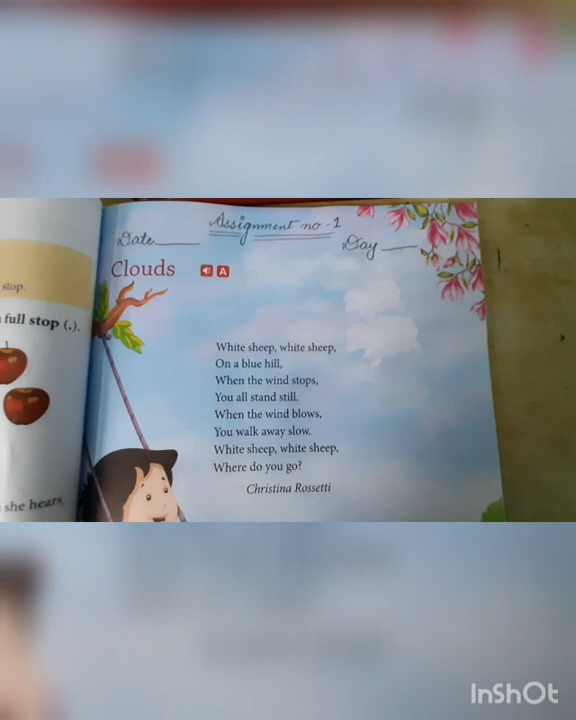 Assignment no - 1
Date
Day
Clouds
A
stop.
full stop (.).
White sheep, white sheep,
On a blue hill,
When the wind stops,
You all stand still.
When the wind blows,
You walk away slow.
White sheep, white sheep,
Where do you go?
Christina Rossetti
she hears
InShOt